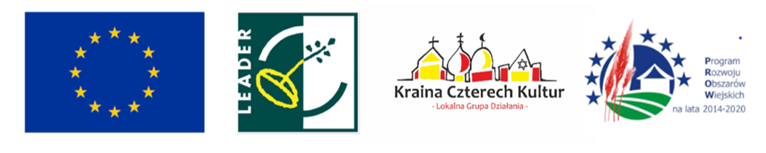 LEADER
Kraina Czterech Kultur
- Lokalna Grupa Działania -
Program
Rozwoju
Obszarów
Wiejskich
na lata 2014-2020